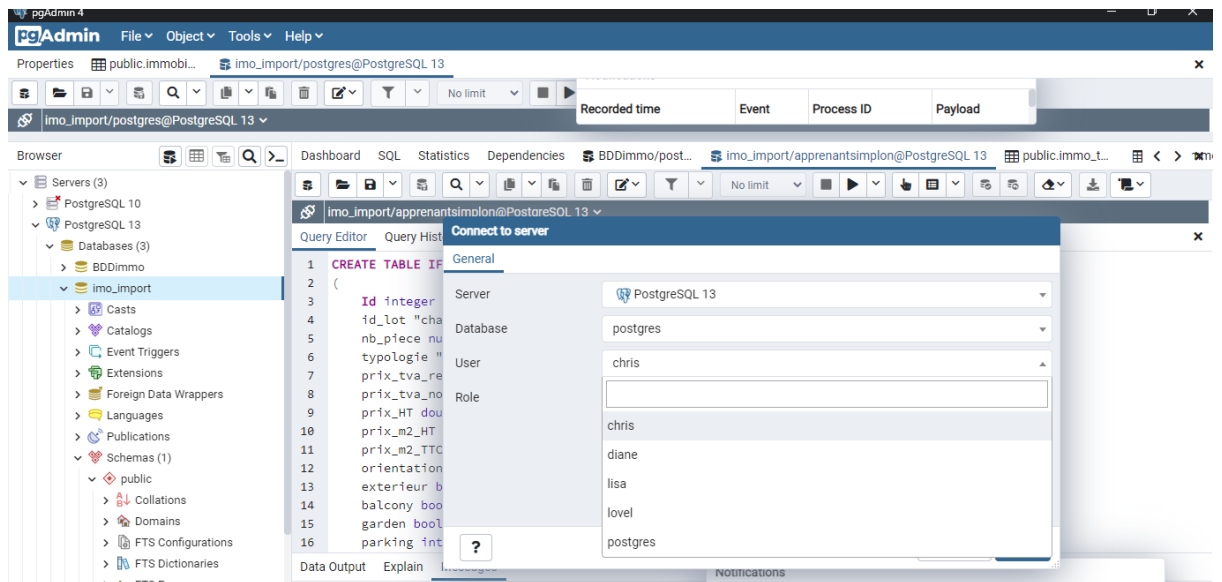 pgAdmin 4
pgAdmin File Object Tools Help
Properties public.immobi... imo_import/postgres@PostgreSQL 13
No limit
Recorded time Event Process ID Payload
imo_import/postgres@PostgreSQL 13
Browser
Dashboard SQL Statistics Dependencies BDDimmo/post... imo_import/apprenantsimplon@PostgreSQL 13 public.immo_t...
Servers (3)
No limit
PostgreSQL 10
imo_import/apprenantsimplon@PostgreSQL 13
PostgreSQL 13
Query Editor Query Hist
Connect to server
Databases (3)
General
BDDimmo
1 CREATE TABLE IF
imo_import
2 (
Server PostgreSQL 13
3 Id integer
Casts
4 id_lot "cha
Catalogs
Database postgres
5 nb_piece nu
Event Triggers
6 typologie "
User chris
Extensions
7 prix_tva_re
Foreign Data Wrappers
8 prix_tva_no
Role
Languages
9 prix_HT dou
Publications
10 prix_m2_HT
chris
Schemas (1)
11 prix_m2_TTC
public
12 orientation
diane
Collations
13 exterieur b
lisa
Domains
14 balcony boo
FTS Configurations
15 garden bool
lovel
FTS Dictionaries
16 parking int
?
postgres
Data Output Explain Messages
Notifications